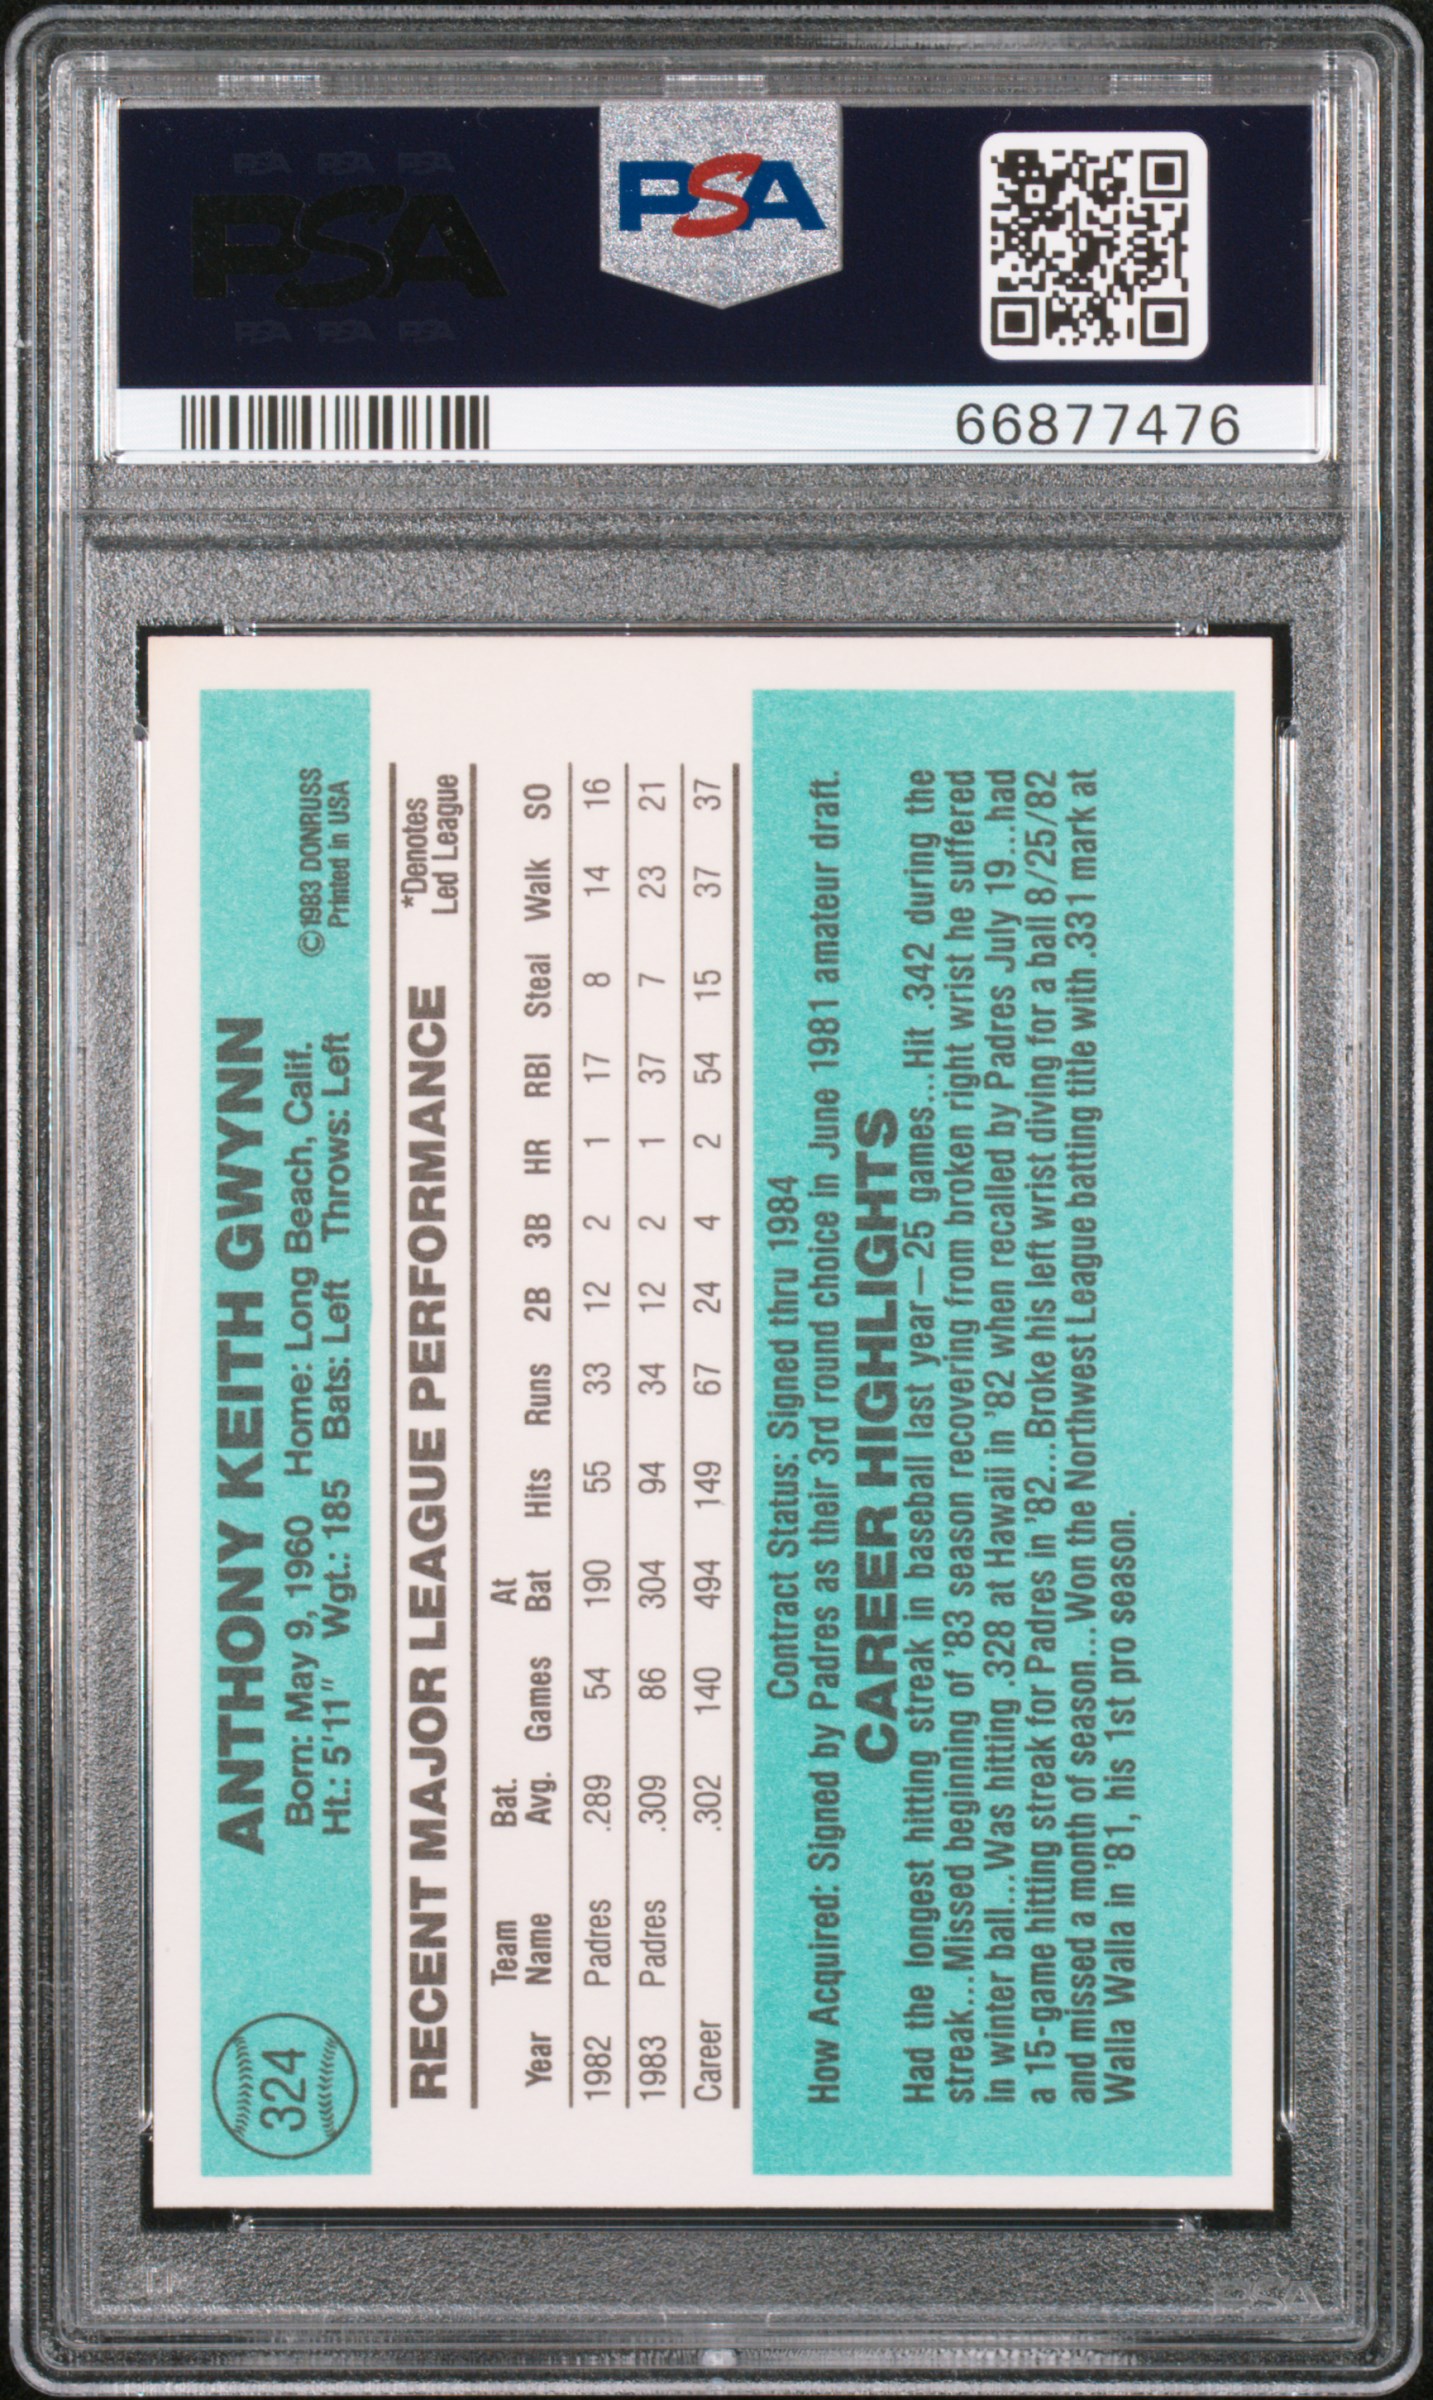 PSA PSA PSA
PSA
PSA PSA PSA
PSA
66877476
324
ANTHONY KEITH GWYNN
©1983 DONRUSS
Born: May 9, 1960 Home: Long Beach, Calif.
Printed in USA
Ht.: 5'11" Wgt.: 185 Bats: Left Throws: Left
RECENT MAJOR LEAGUE PERFORMANCE
*Denotes
Led League
Team Bat. At
Year Name Avg. Games Bat Hits Runs 2B 3B HR RBI Steal Walk SO
1982 Padres .289 54 190 55 33 12 2 1 17 8 14 16
1983 Padres .309 86 304 94 34 12 2 1 37 7 23 21
Career .302 140 494 149 67 24 4 2 54 15 37 37
Contract Status: Signed thru 1984
How Acquired: Signed by Padres as their 3rd round choice in June 1981 amateur draft.
CAREER HIGHLIGHTS
Had the longest hitting streak in baseball last year—25 games...Hit .342 during the
streak...Missed beginning of '83 season recovering from broken right wrist he suffered
in winter ball...Was hitting .328 at Hawaii in '82 when recalled by Padres July 19...had
a 15-game hitting streak for Padres in '82...Broke his left wrist diving for a ball 8/25/82
and missed a month of season...Won the Northwest League batting title with .331 mark at
Walla Walla in '81, his 1st pro season.
PSA